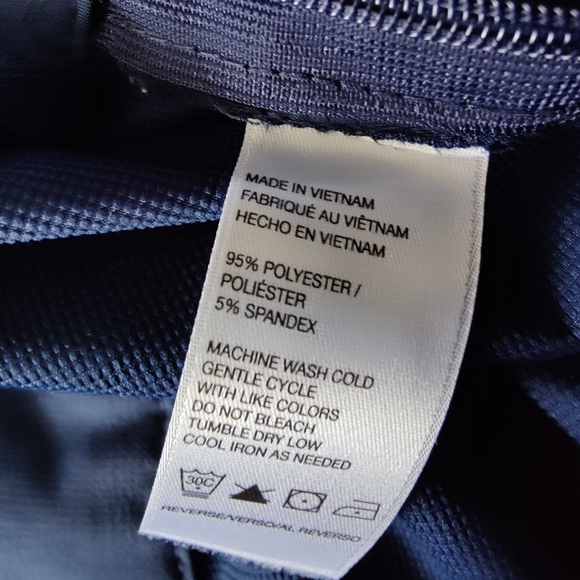 MADE IN VIETNAM
FABRIQUÉ AU VIÊTNAM
HECHO EN VIETNAM
95% POLYESTER /
POLIÉSTER
5% SPANDEX
MACHINE WASH COLD
GENTLE CYCLE
WITH LIKE COLORS
DO NOT BLEACH
TUMBLE DRY LOW
COOL IRON AS NEEDED
30C
REVERSE/VERSO/AL REVERSO